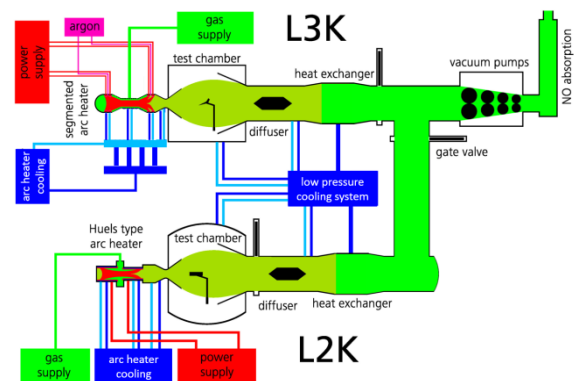 L3K
argon
gas
supply
power
supply
test chamber
heat exchanger
vacuum pumps
NO absorption
segmented
arc heater
diffuser
gate valve
arc heater
cooling
low pressure
cooling system
Huels type
arc heater
test chamber
diffuser
heat exchanger
L2K
gas
supply
arc heater
cooling
power
supply